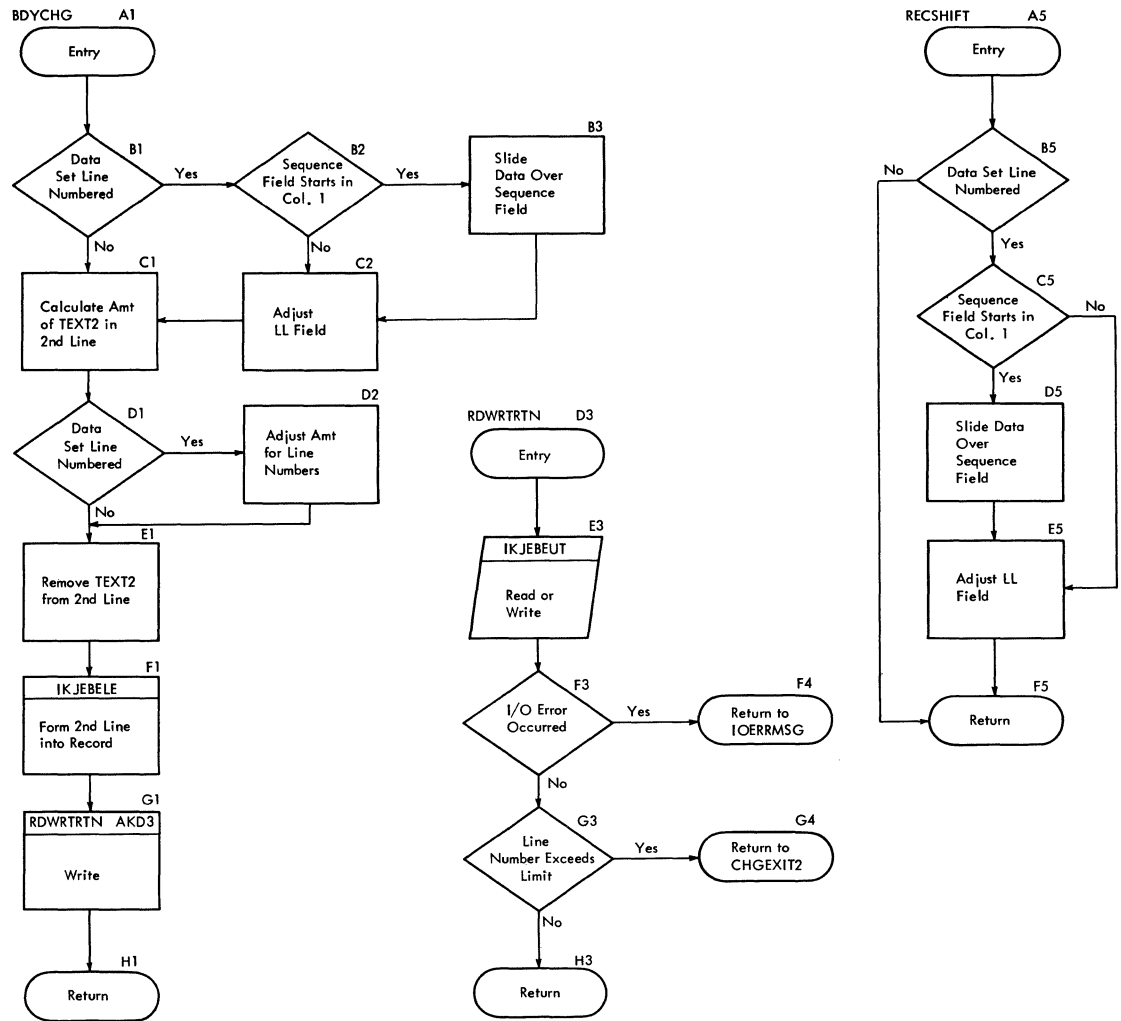 BDYCHG A1
Entry
B1
Data
Set Line
Numbered
Yes
No
B2
Sequence
Field Starts in
Col. 1
Yes
No
B3
Slide
Data Over
Sequence
Field
C1
Calculate Amt
of TEXT2 in
2nd Line
C2
Adjust
LL Field
D1
Data
Set Line
Numbered
Yes
No
D2
Adjust Amt
for Line
Numbers
E1
Remove TEXT2
from 2nd Line
F1
IKJEBELE
Form 2nd Line
into Record
G1
RDWRTRTN AKD3
Write
H1
Return
RDWRTRTN D3
Entry
E3
IKJEBEUT
Read or
Write
F3
I/O Error
Occurred
Yes
No
F4
Return to
IOERRMSG
G3
Line
Number Exceeds
Limit
Yes
No
G4
Return to
CHGEXIT2
H3
Return
RECSHIFT A5
Entry
B5
Data Set Line
Numbered
No
Yes
C5
Sequence
Field Starts in
Col. 1
No
Yes
D5
Slide Data
Over
Sequence
Field
E5
Adjust LL
Field
F5
Return